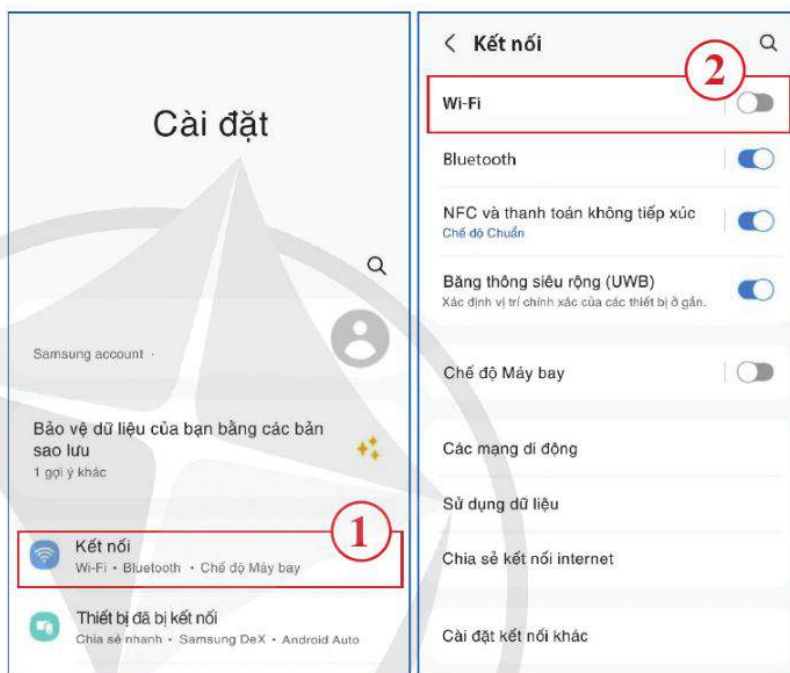 Cài đặt
Samsung account ·
Bảo vệ dữ liệu của bạn bằng các bản
sao lưu
1 gợi ý khác
1
Kết nối
Wi-Fi • Bluetooth • Chế độ Máy bay
Thiết bị đã bị kết nối
Chia sẻ nhanh • Samsung DeX • Android Auto
Kết nối
2
Wi-Fi
Bluetooth
NFC và thanh toán không tiếp xúc
Chế độ Chuẩn
Băng thông siêu rộng (UWB)
Xác định vị trí chính xác của các thiết bị ở gần.
Chế độ Máy bay
Các mạng di động
Sử dụng dữ liệu
Chia sẻ kết nối internet
Cài đặt kết nối khác